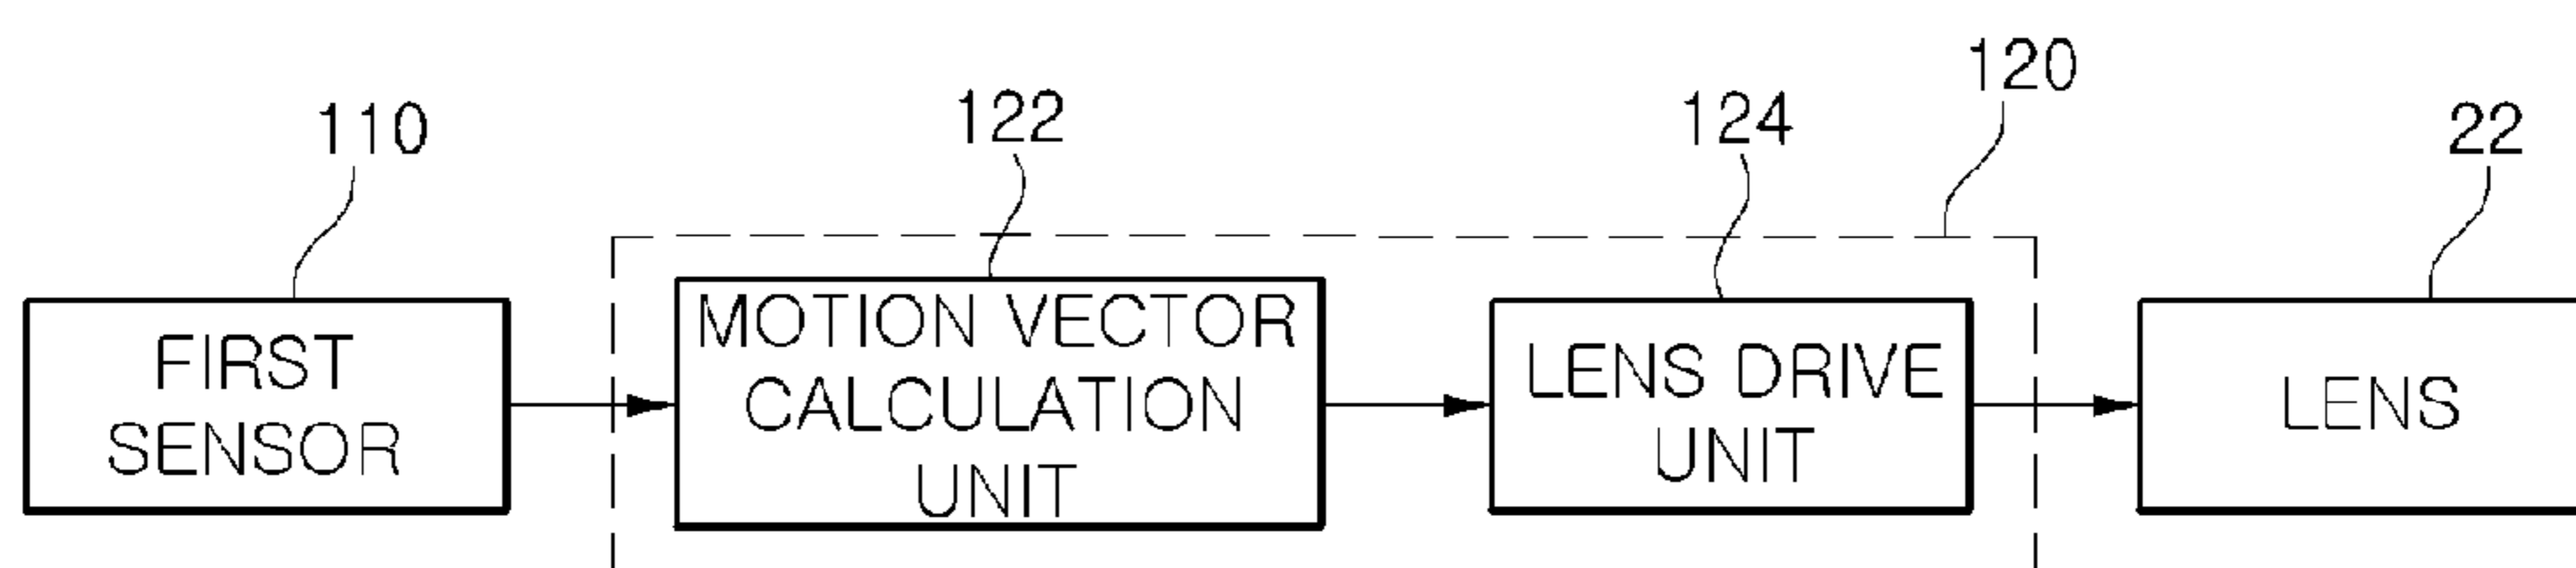 120
110
122
124
22
FIRST
SENSOR
MOTION VECTOR
CALCULATION
UNIT
LENS DRIVE
UNIT
LENS